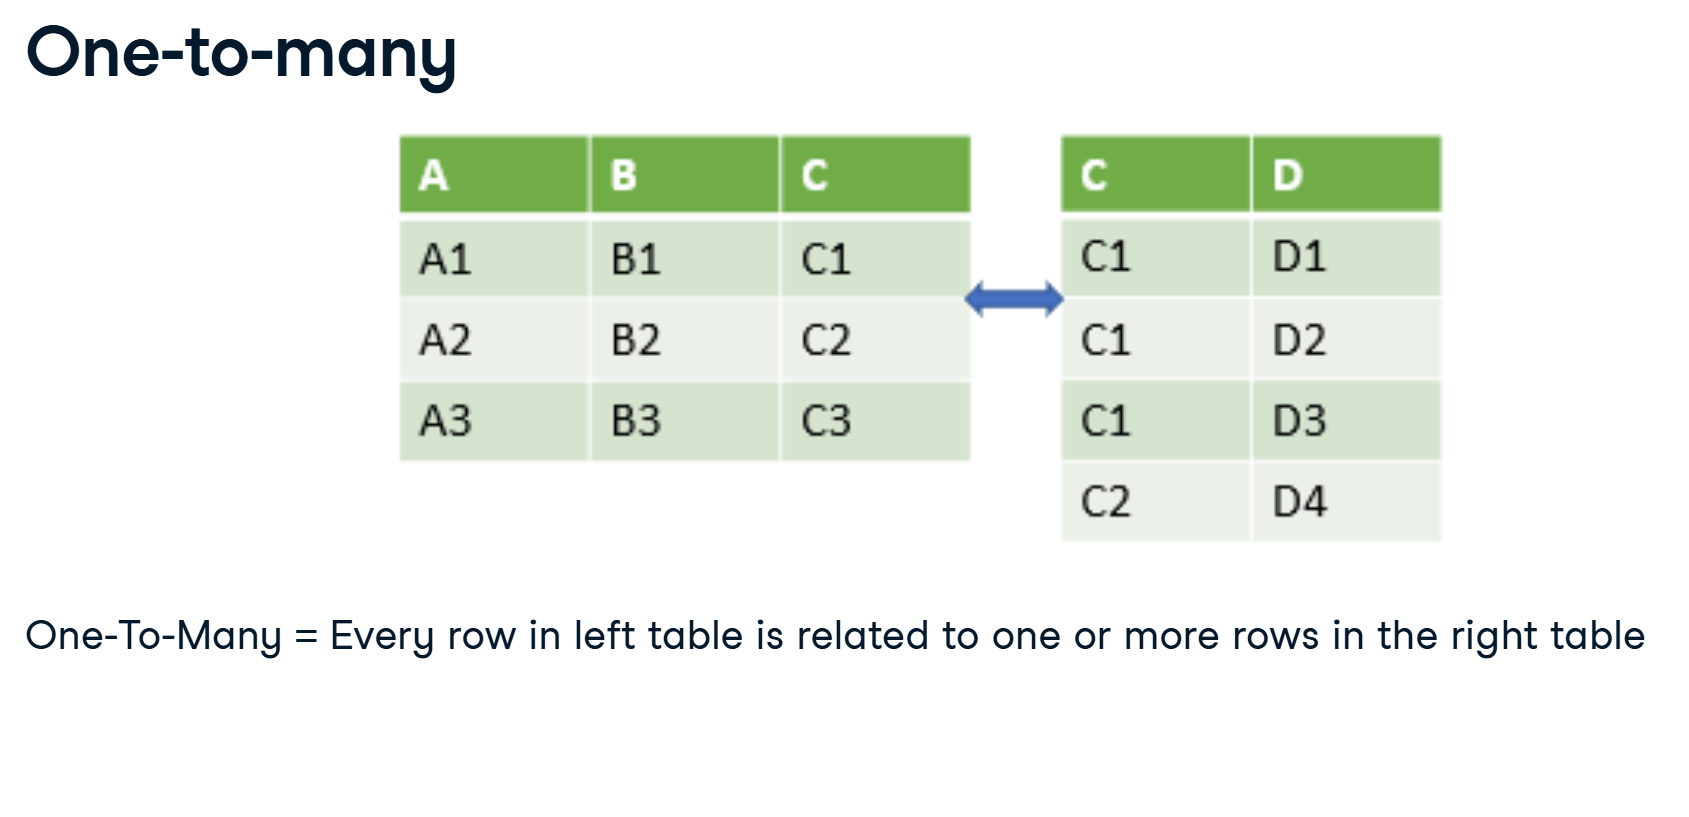 One-to-many
A B C C D
A1 B1 C1 C1 D1
A2 B2 C2 C1 D2
A3 B3 C3 C1 D3
C2 D4
One-To-Many = Every row in left table is related to one or more rows in the right table